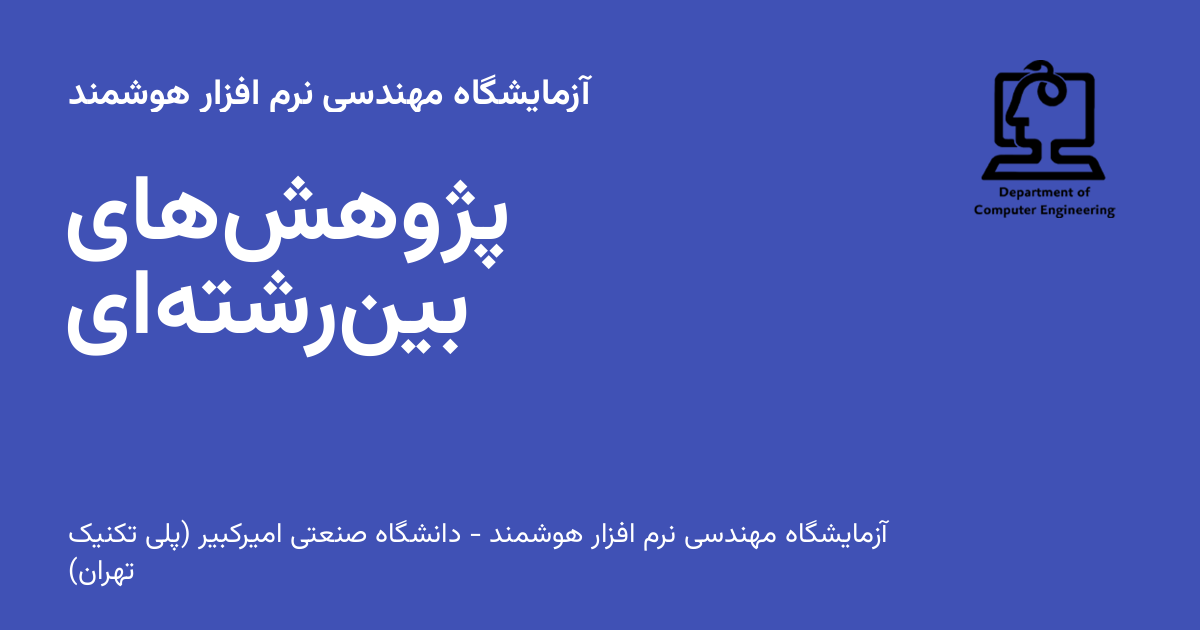 آزمایشگاه مهندسی نرم افزار هوشمند
پژوهش‌های
بین‌رشته‌ای
آزمایشگاه مهندسی نرم افزار هوشمند - دانشگاه صنعتی امیرکبیر (پلی تکنیک
تهران)
Department of
Computer Engineering